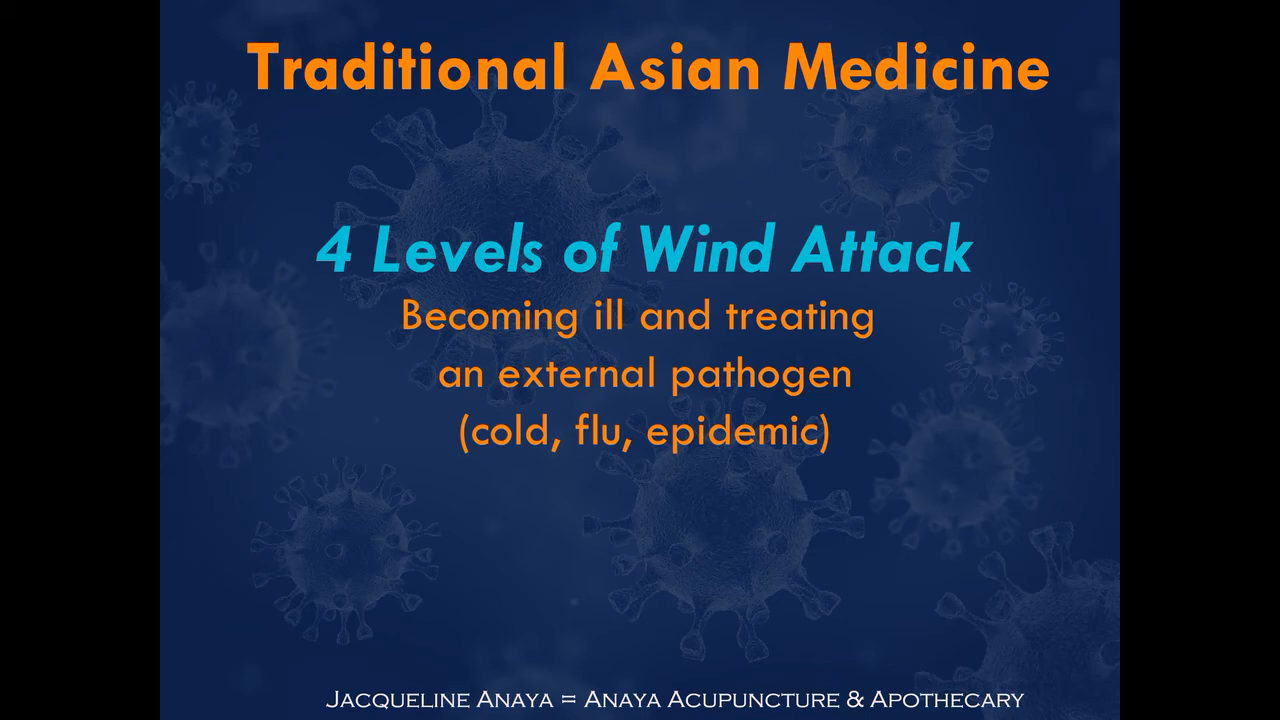 Traditional Asian Medicine
4 Levels of Wind Attack
Becoming ill and treating
an external pathogen
(cold, flu, epidemic)
Jacqueline Anaya = Anaya Acupuncture & Apothecary